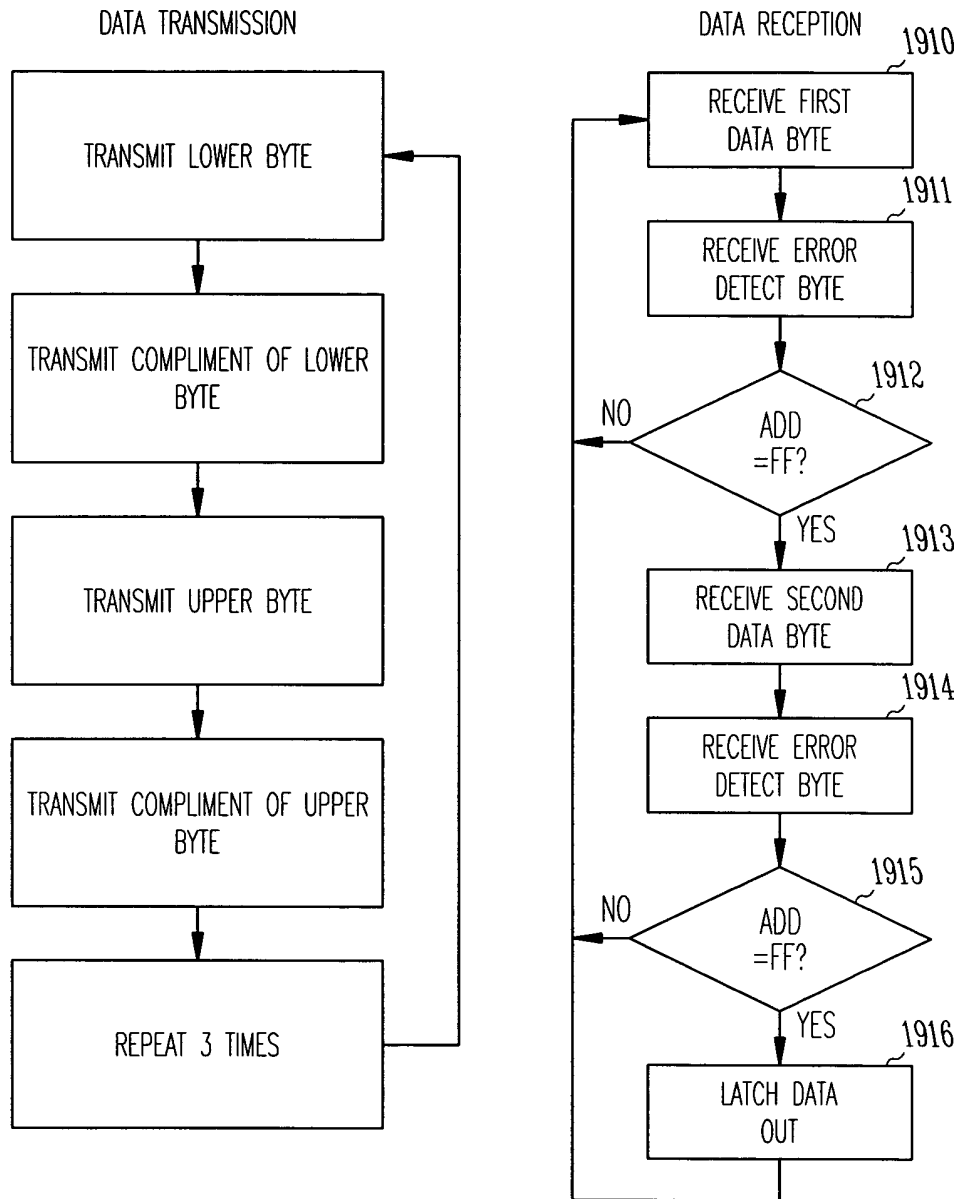 DATA TRANSMISSION
TRANSMIT LOWER BYTE
TRANSMIT COMPLIMENT OF LOWER
BYTE
TRANSMIT UPPER BYTE
TRANSMIT COMPLIMENT OF UPPER
BYTE
REPEAT 3 TIMES
DATA RECEPTION
1910
RECEIVE FIRST
DATA BYTE
1911
RECEIVE ERROR
DETECT BYTE
1912
NO
ADD
=FF?
YES
1913
RECEIVE SECOND
DATA BYTE
1914
RECEIVE ERROR
DETECT BYTE
1915
NO
ADD
=FF?
YES
1916
LATCH DATA
OUT